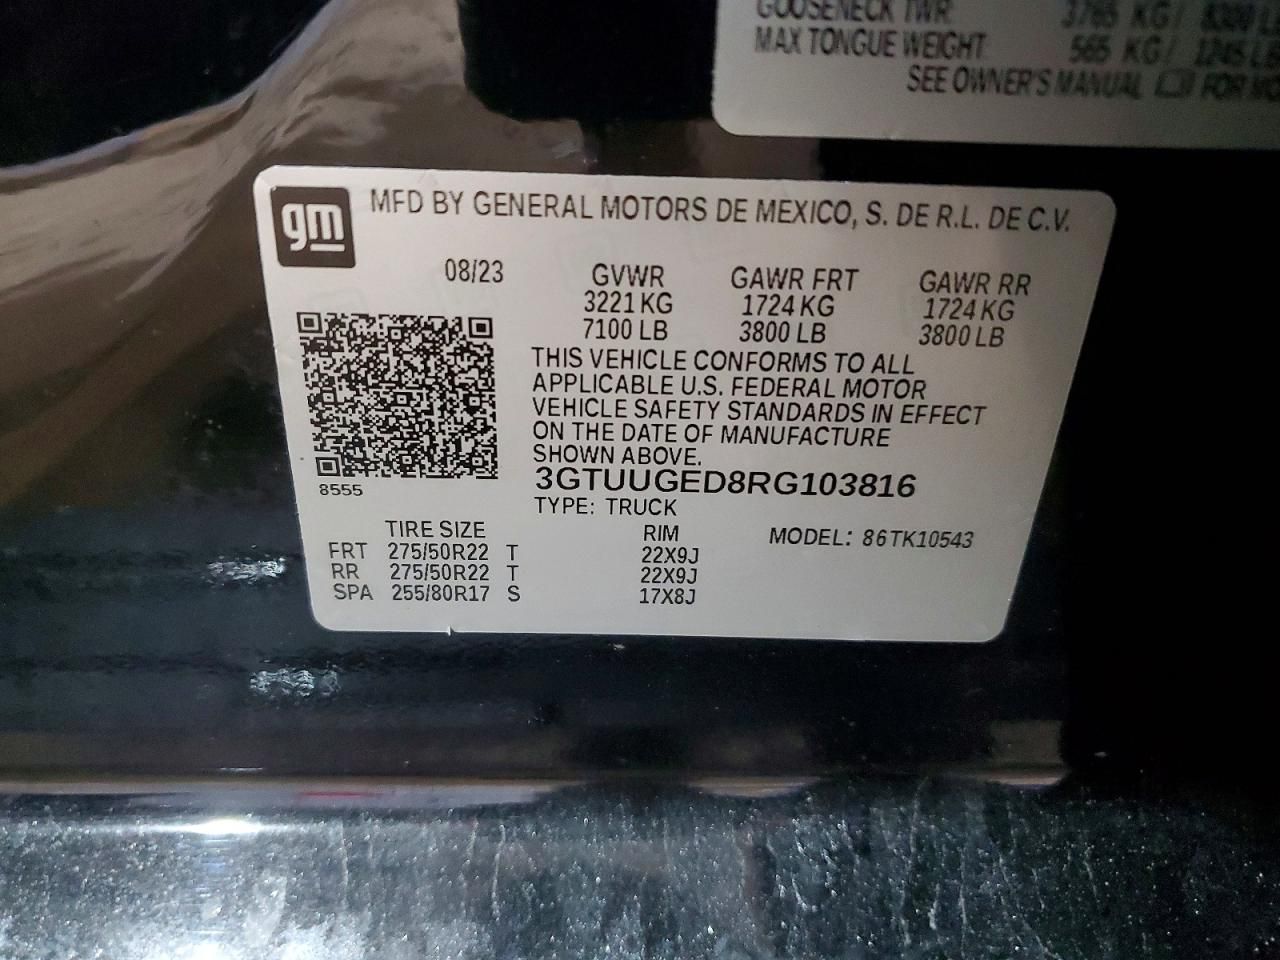 GOOSENECK TWR 3765 KG/ 8300 LB
MAX TONGUE WEIGHT 565 KG/ 1245 LB
SEE OWNER'S MANUAL FOR MO
gm
MFD BY GENERAL MOTORS DE MEXICO, S. DE R.L. DE C.V.
08/23 GVWR GAWR FRT GAWR RR
3221 KG 1724 KG 1724 KG
7100 LB 3800 LB 3800 LB
THIS VEHICLE CONFORMS TO ALL
APPLICABLE U.S. FEDERAL MOTOR
VEHICLE SAFETY STANDARDS IN EFFECT
ON THE DATE OF MANUFACTURE
SHOWN ABOVE.
3GTUUGED8RG103816
8555
TYPE: TRUCK
TIRE SIZE RIM MODEL: 86TK10543
FRT 275/50R22 T 22X9J
RR 275/50R22 T 22X9J
SPA 255/80R17 S 17X8J